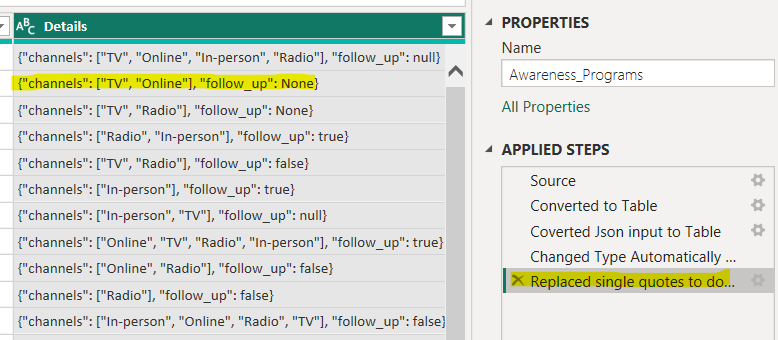 ABC Details
{"channels": ["TV", "Online", "In-person", "Radio"], "follow_up": null}
{"channels": ["TV", "Online"], "follow_up": None}
{"channels": ["TV", "Radio"], "follow_up": None}
{"channels": ["Radio", "In-person"], "follow_up": true}
{"channels": ["TV", "Radio"], "follow_up": false}
{"channels": ["In-person"], "follow_up": true}
{"channels": ["In-person", "TV"], "follow_up": null}
{"channels": ["Online", "TV", "Radio", "In-person"], "follow_up": true}
{"channels": ["Online", "Radio"], "follow_up": false}
{"channels": ["Radio"], "follow_up": false}
{"channels": ["In-person", "Online", "Radio", "TV"], "follow_up": false}
PROPERTIES
Name
Awareness_Programs
All Properties
APPLIED STEPS
Source
Converted to Table
Coverted Json input to Table
Changed Type Automatically ...
Replaced single quotes to do...